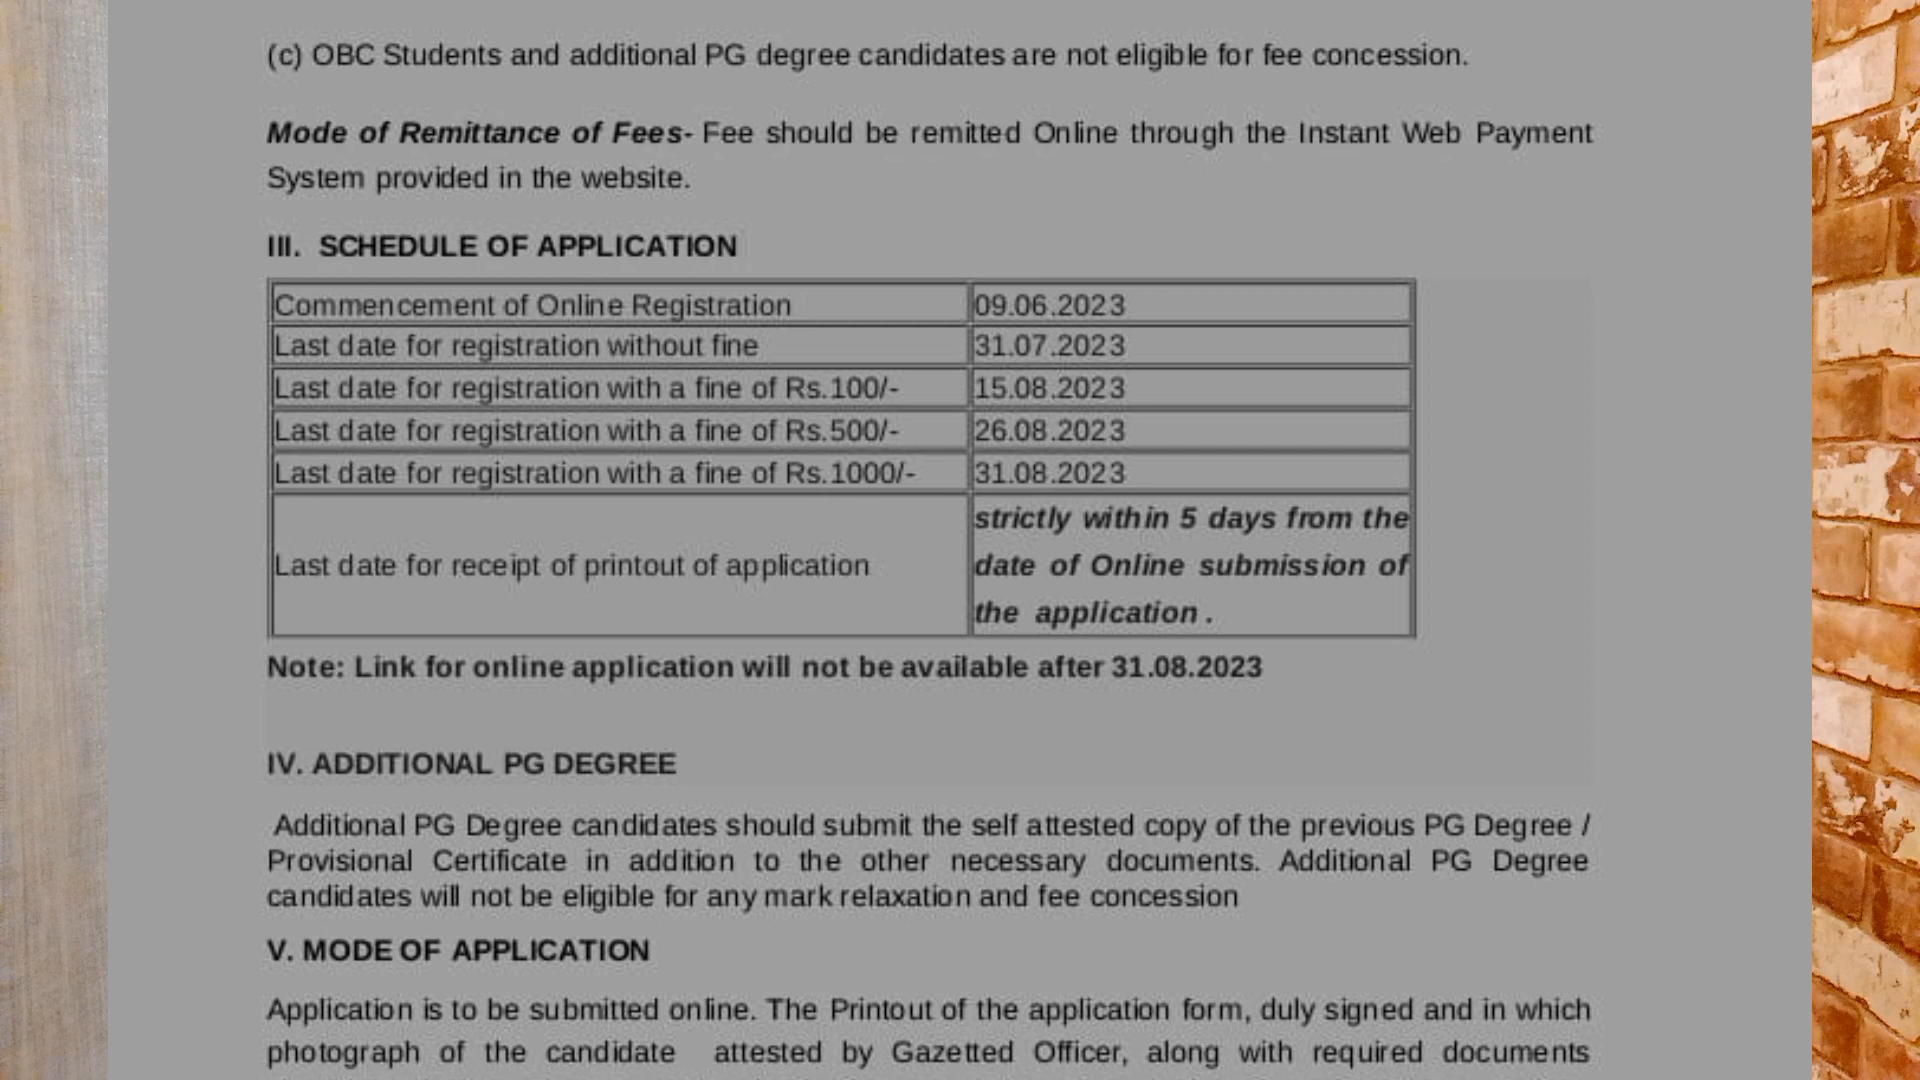 (c) OBC Students and additional PG degree candidates are not eligible for fee concession.
Mode of Remittance of Fees- Fee should be remitted Online through the Instant Web Payment
System provided in the website.
III. SCHEDULE OF APPLICATION
Commencement of Online Registration 09.06.2023
Last date for registration without fine 31.07.2023
Last date for registration with a fine of Rs.100/- 15.08.2023
Last date for registration with a fine of Rs.500/- 26.08.2023
Last date for registration with a fine of Rs.1000/- 31.08.2023
Last date for receipt of printout of application
strictly within 5 days from the
date of Online submission of
the application .
Note: Link for online application will not be available after 31.08.2023
IV. ADDITIONAL PG DEGREE
Additional PG Degree candidates should submit the self attested copy of the previous PG Degree /
Provisional Certificate in addition to the other necessary documents. Additional PG Degree
candidates will not be eligible for any mark relaxation and fee concession
V. MODE OF APPLICATION
Application is to be submitted online. The Printout of the application form, duly signed and in which
photograph of the candidate attested by Gazetted Officer, along with required documents